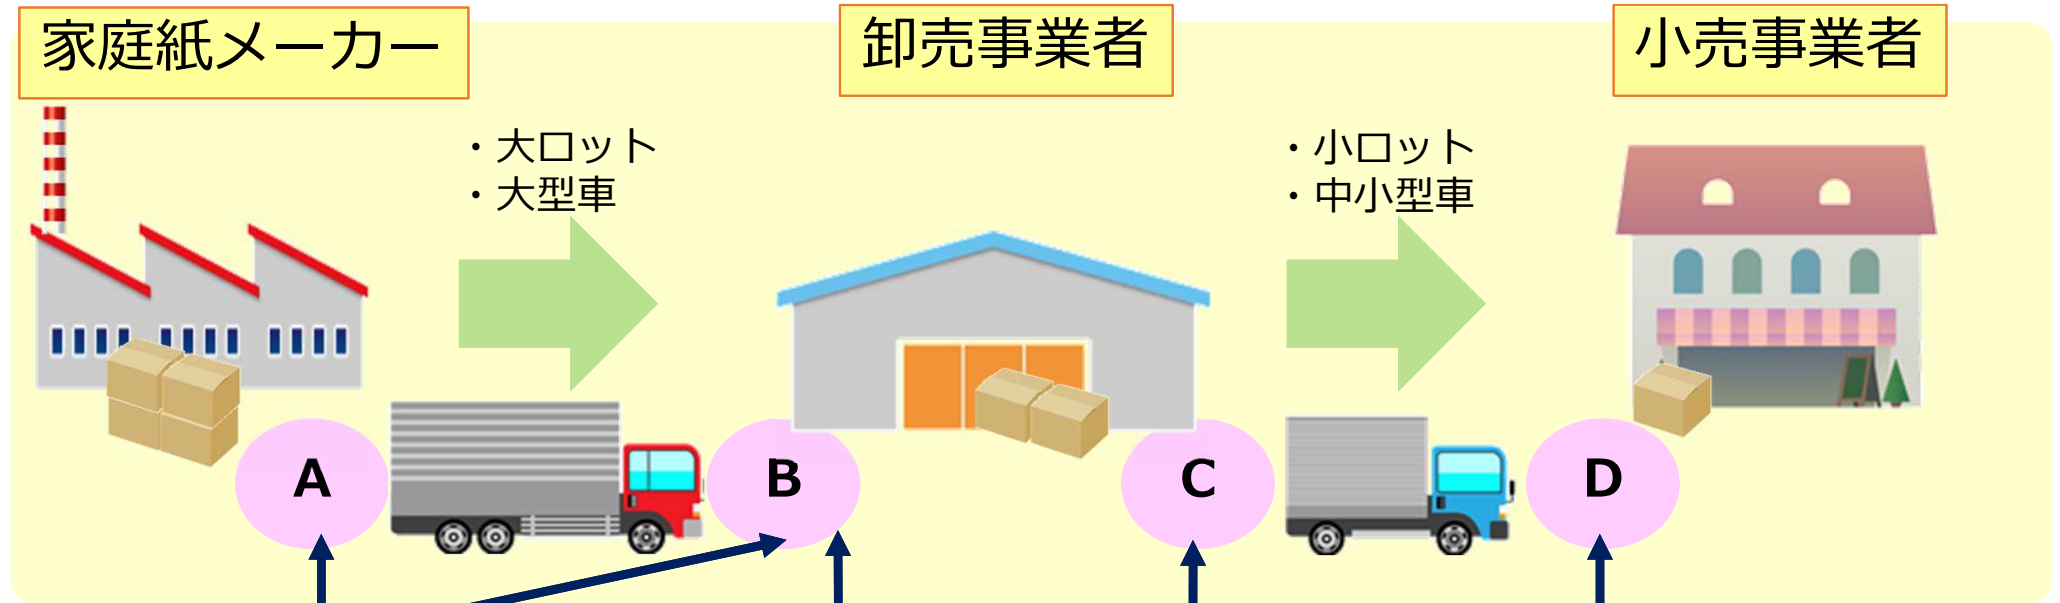 家庭紙メーカー
卸売事業者
小売事業者
・大ロット
・大型車
・小ロット
・中小型車
A
B
C
D